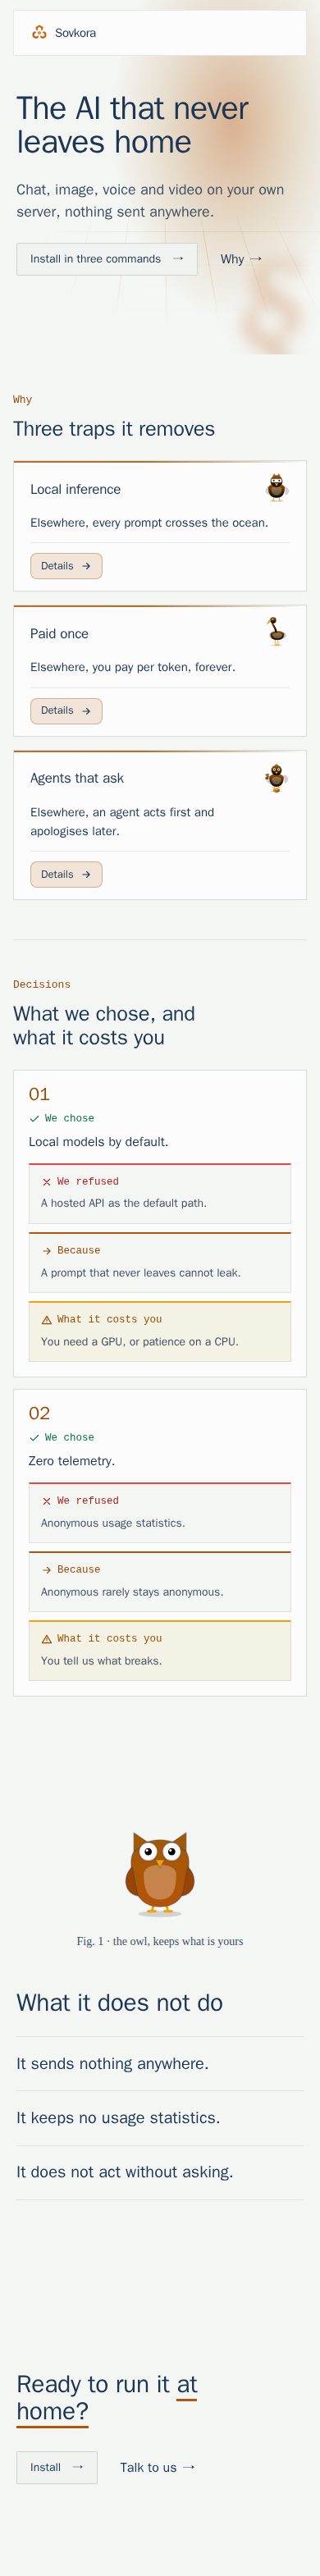 Sovkora
The AI that never
leaves home
Chat, image, voice and video on your own
server, nothing sent anywhere.
Install in three commands →
Why →
Why
Three traps it removes
Local inference
Elsewhere, every prompt crosses the ocean.
Details →
Paid once
Elsewhere, you pay per token, forever.
Details →
Agents that ask
Elsewhere, an agent acts first and
apologises later.
Details →
Decisions
What we chose, and
what it costs you
01
We chose
Local models by default.
We refused
A hosted API as the default path.
Because
A prompt that never leaves cannot leak.
What it costs you
You need a GPU, or patience on a CPU.
02
We chose
Zero telemetry.
We refused
Anonymous usage statistics.
Because
Anonymous rarely stays anonymous.
What it costs you
You tell us what breaks.
Fig. 1 · the owl, keeps what is yours
What it does not do
It sends nothing anywhere.
It keeps no usage statistics.
It does not act without asking.
Ready to run it at
home?
Install →
Talk to us →